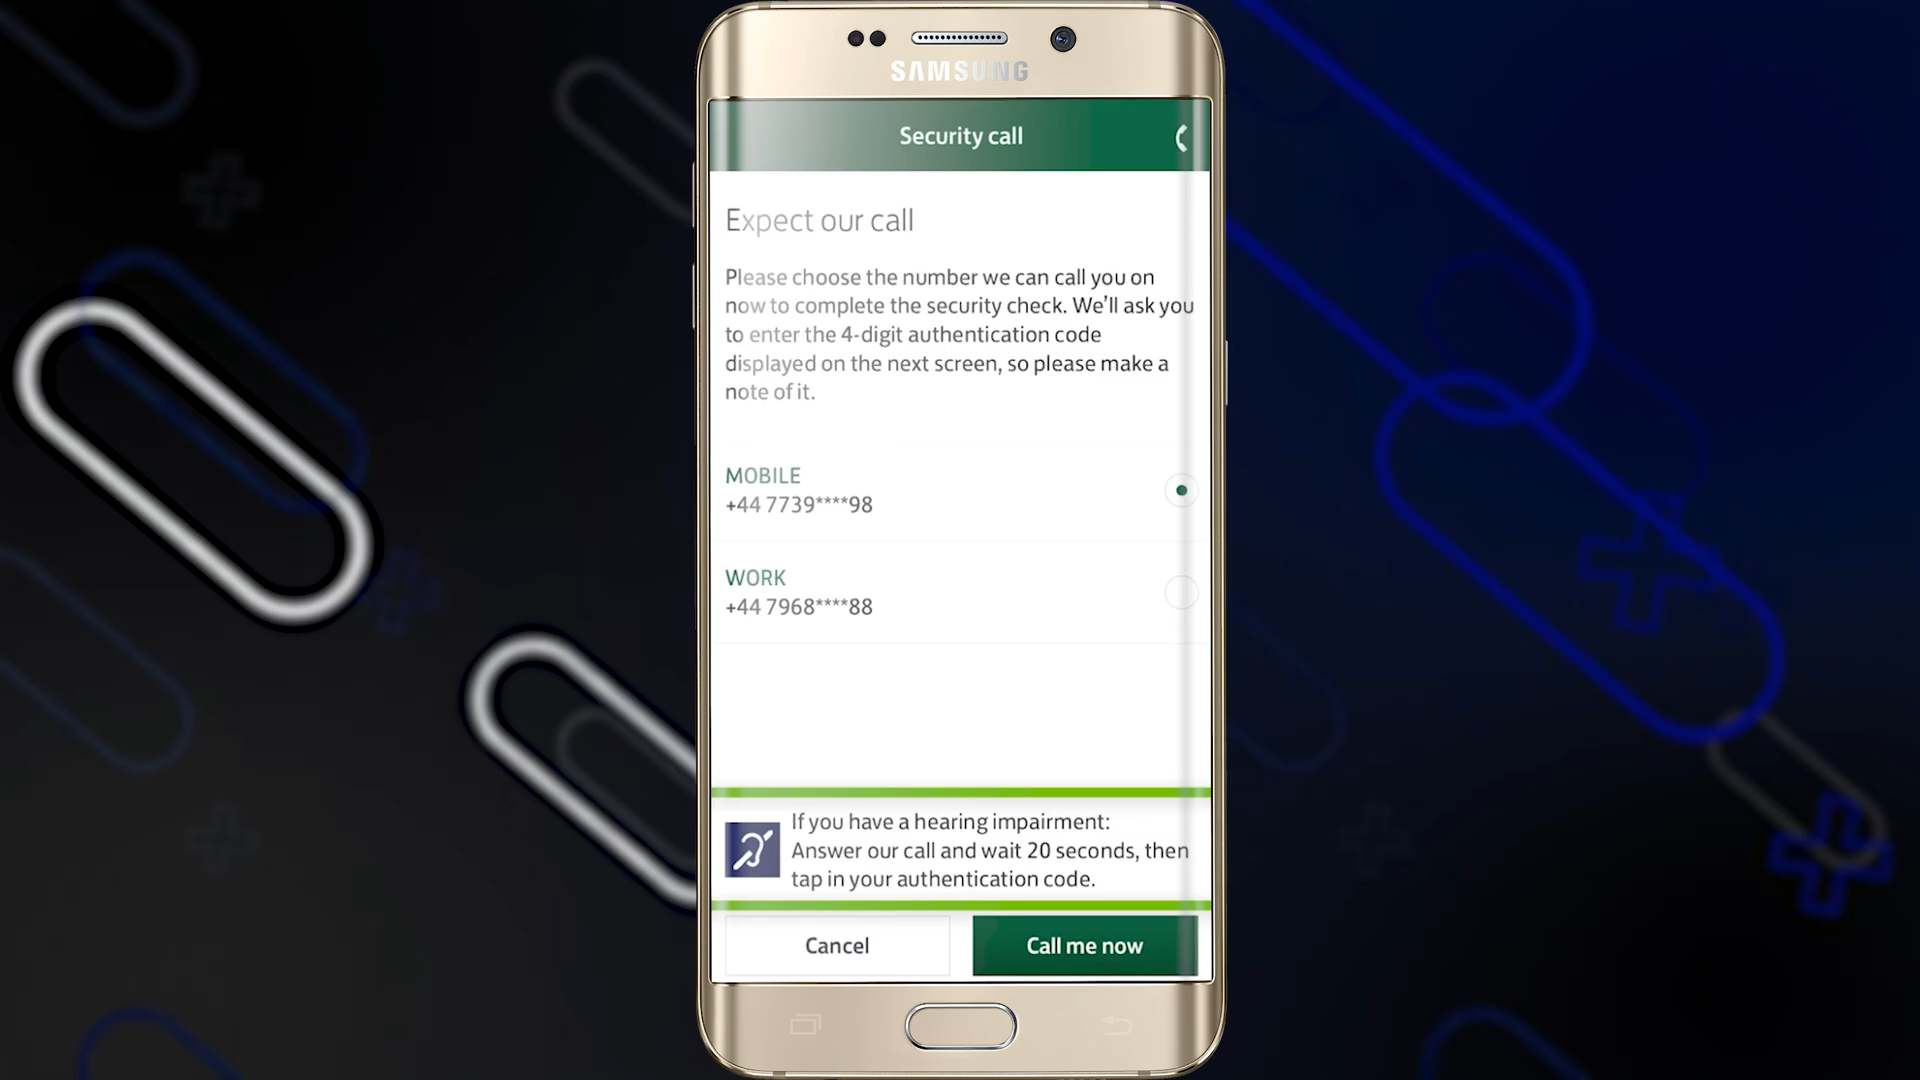 SAMSUNG
Security call
Expect our call
Please choose the number we can call you on
now to complete the security check. We'll ask you
to enter the 4-digit authentication code
displayed on the next screen, so please make a
note of it.
MOBILE
+44 7739****98
WORK
+44 7968****88
If you have a hearing impairment:
Answer our call and wait 20 seconds, then
tap in your authentication code.
Cancel
Call me now